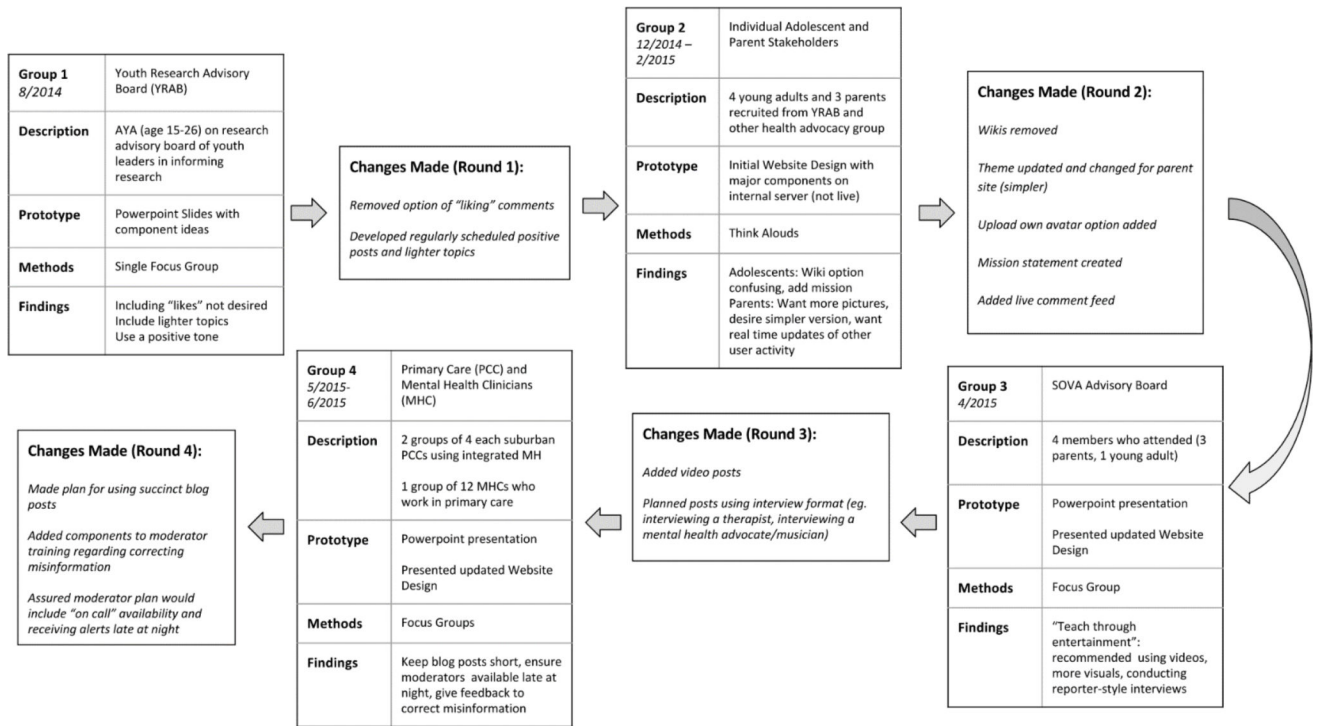 Group 1
8/2014
Youth Research Advisory
Board (YRAB)
Description
AYA (age 15-26) on research
advisory board of youth
leaders in informing
research
Prototype
Powerpoint Slides with
component ideas
Methods
Single Focus Group
Findings
Including “likes” not desired
Include lighter topics
Use a positive tone
Changes Made (Round 1):
Removed option of “liking” comments
Developed regularly scheduled positive
posts and lighter topics
Group 2
12/2014 –
2/2015
Individual Adolescent and
Parent Stakeholders
Description
4 young adults and 3 parents
recruited from YRAB and
other health advocacy group
Prototype
Initial Website Design with
major components on
internal server (not live)
Methods
Think Alouds
Findings
Adolescents: Wiki option
confusing, add mission
Parents: Want more pictures,
desire simpler version, want
real time updates of other
user activity
Changes Made (Round 2):
Wikis removed
Theme updated and changed for parent
site (simpler)
Upload own avatar option added
Mission statement created
Added live comment feed
Group 3
4/2015
SOVA Advisory Board
Description
4 members who attended (3
parents, 1 young adult)
Prototype
Powerpoint presentation
Presented updated Website
Design
Methods
Focus Group
Findings
“Teach through
entertainment”:
recommended using videos,
more visuals, conducting
reporter-style interviews
Changes Made (Round 3):
Added video posts
Planned posts using interview format (eg.
interviewing a therapist, interviewing a
mental health advocate/musician)
Group 4
5/2015-
6/2015
Primary Care (PCC) and
Mental Health Clinicians
(MHC)
Description
2 groups of 4 each suburban
PCCs using integrated MH
1 group of 12 MHCs who
work in primary care
Prototype
Powerpoint presentation
Presented updated Website
Design
Methods
Focus Groups
Findings
Keep blog posts short, ensure
moderators available late at
night, give feedback to
correct misinformation
Changes Made (Round 4):
Made plan for using succinct blog
posts
Added components to moderator
training regarding correcting
misinformation
Assured moderator plan would
include “on call” availability and
receiving alerts late at night